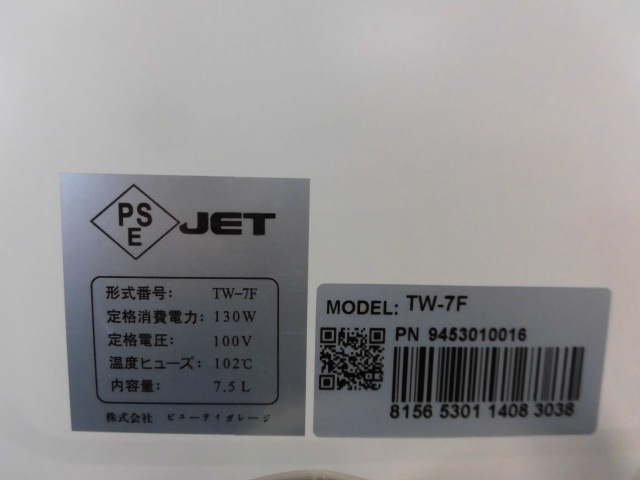 PS
E
JET
形式番号: TW-7F
定格消費電力: 130W
定格電圧: 100V
温度ヒューズ: 102℃
内容量: 7.5L
株式会社 ビューティガレージ
MODEL: TW-7F
PN 9453010016
8156 5301 1408 3038